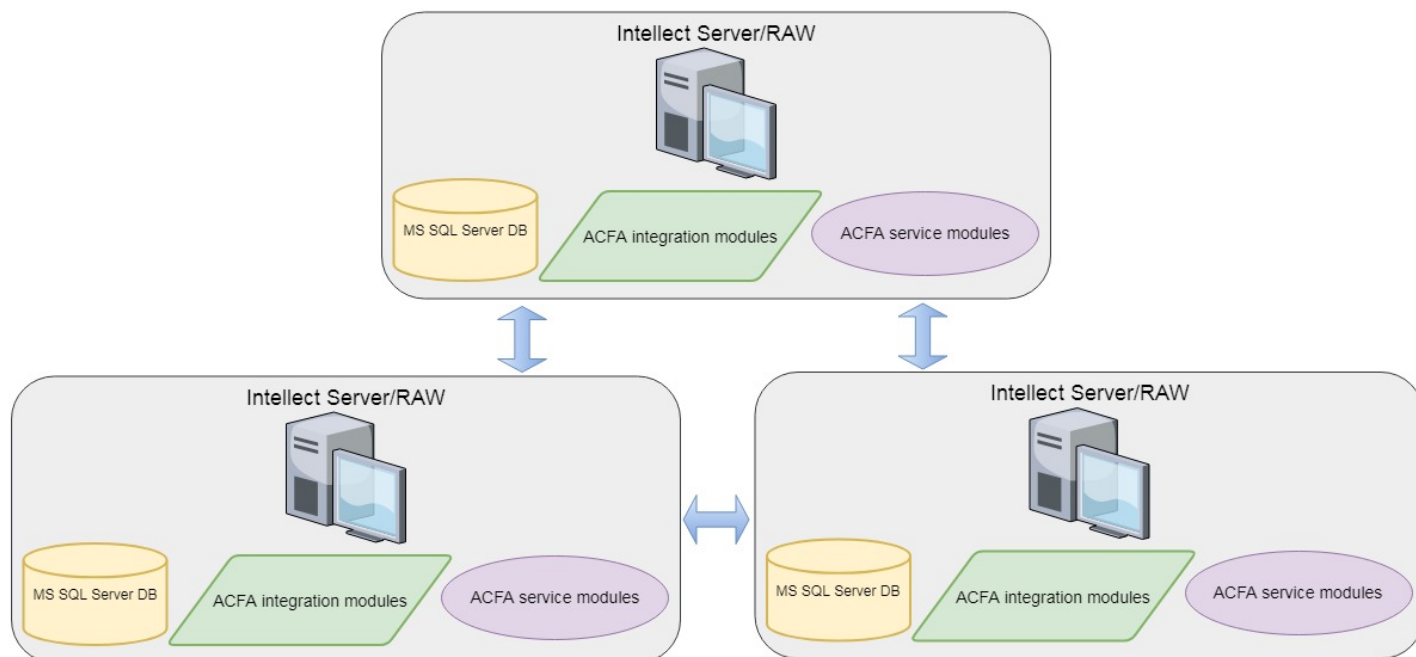 Intellect Server/RAW
MS SQL Server DB
ACFA integration modules
ACFA service modules
Intellect Server/RAW
MS SQL Server DB
ACFA integration modules
ACFA service modules
Intellect Server/RAW
MS SQL Server DB
ACFA integration modules
ACFA service modules